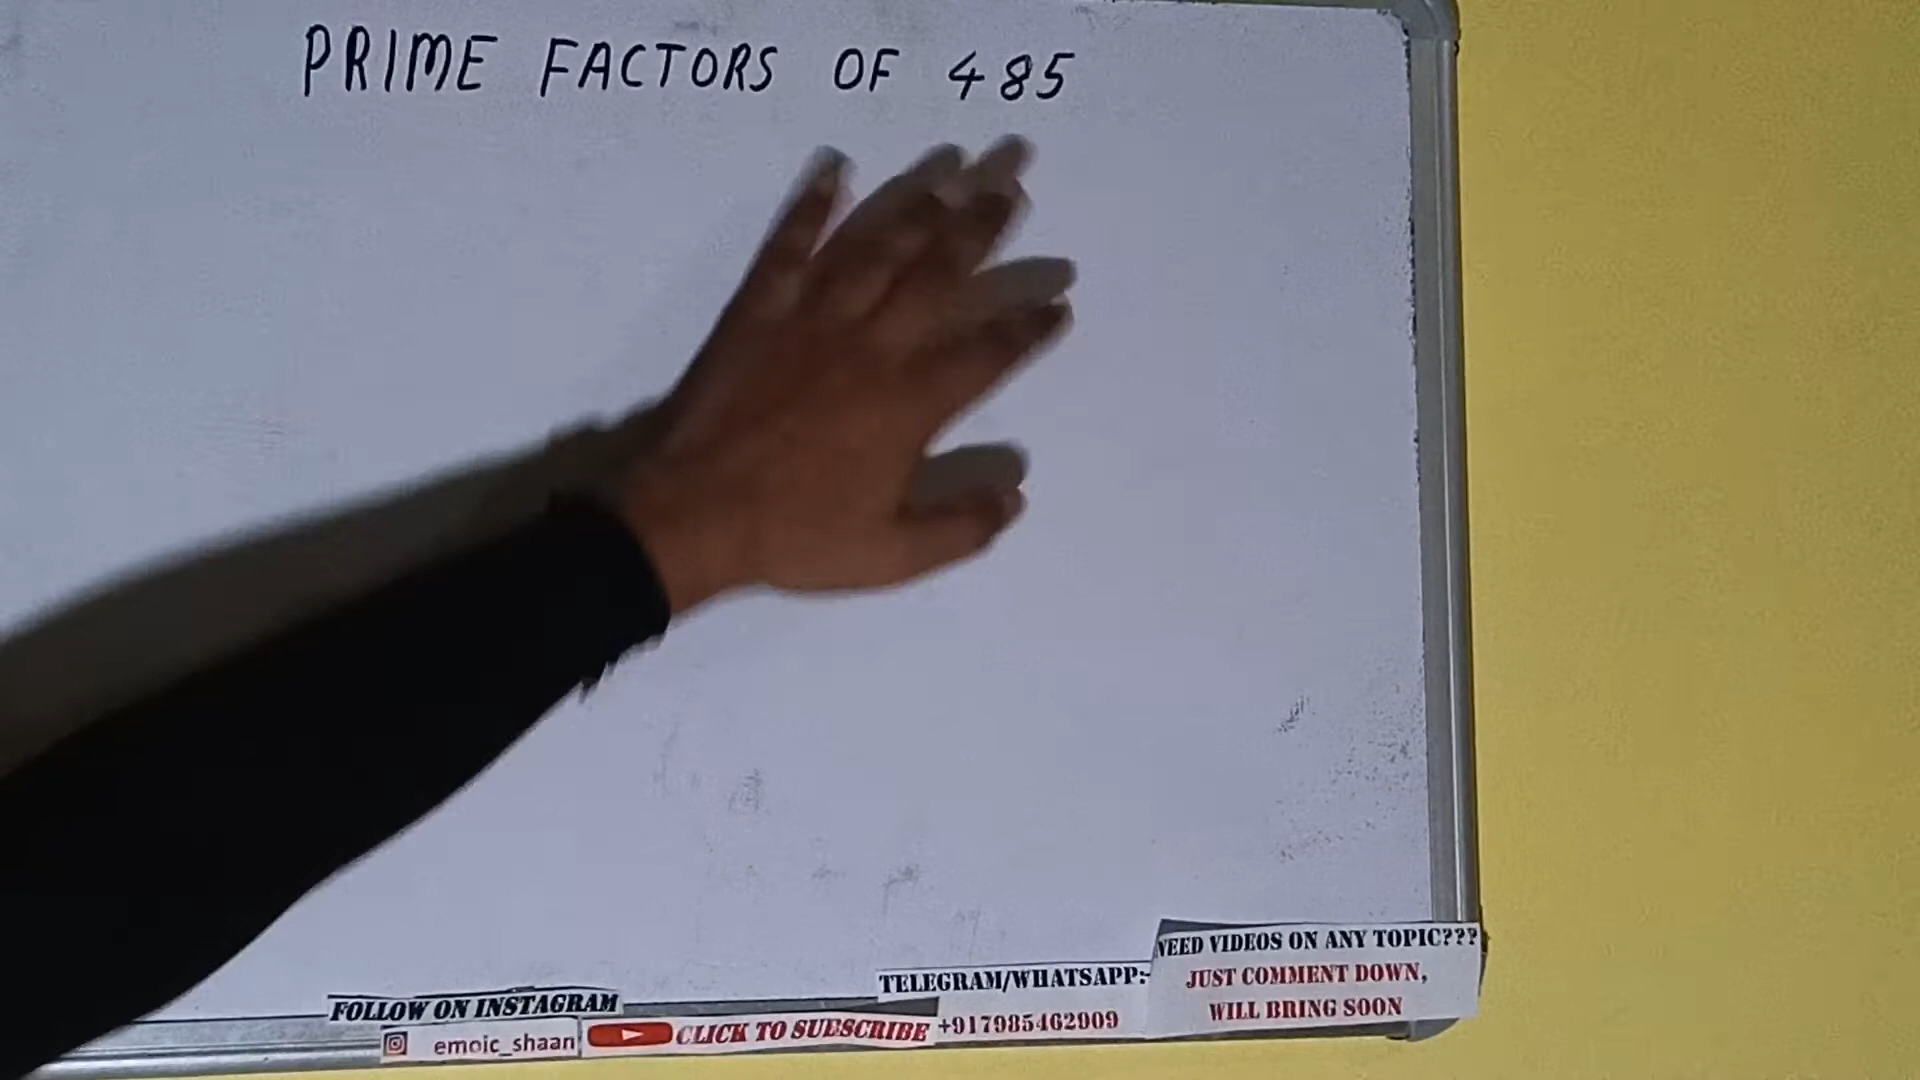 PRIME FACTORS OF 485
NEED VIDEOS ON ANY TOPIC???
JUST COMMENT DOWN,
WILL BRING SOON
TELEGRAM/WHATSAPP:-
+917985462909
FOLLOW ON INSTAGRAM
emoic_shaan
CLICK TO SUBSCRIBE